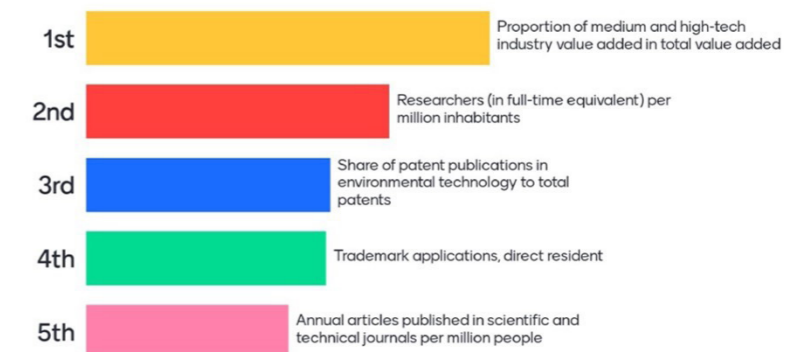 1st
Proportion of medium and high-tech
industry value added in total value added
2nd
Researchers (in full-time equivalent) per
million inhabitants
3rd
Share of patent publications in
environmental technology to total
patents
4th
Trademark applications, direct resident
5th
Annual articles published in scientific and
technical journals per million people